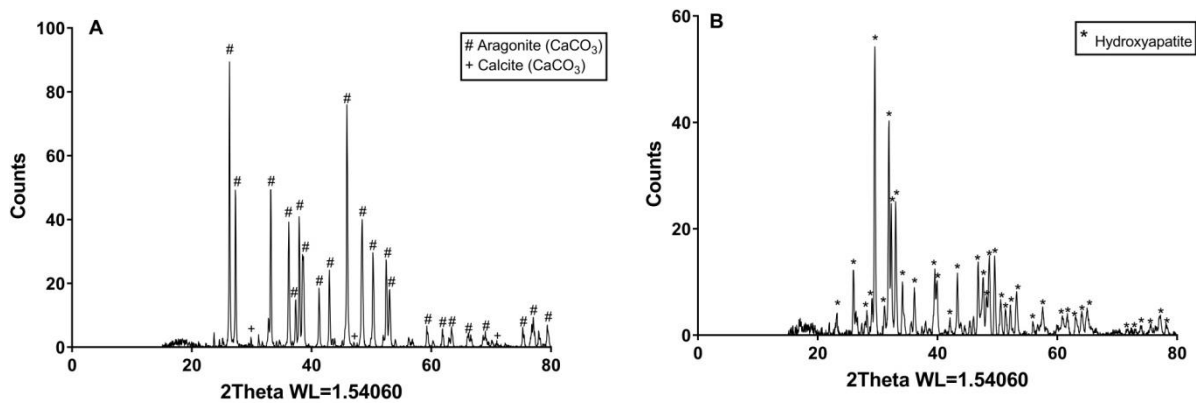 A
# Aragonite (CaCO₃)
+ Calcite (CaCO₃)
Counts
100
80
60
40
20
0
0 20 40 60 80
2Theta WL=1.54060
B
* Hydroxyapatite
Counts
60
40
20
0
0 20 40 60 80
2Theta WL=1.54060